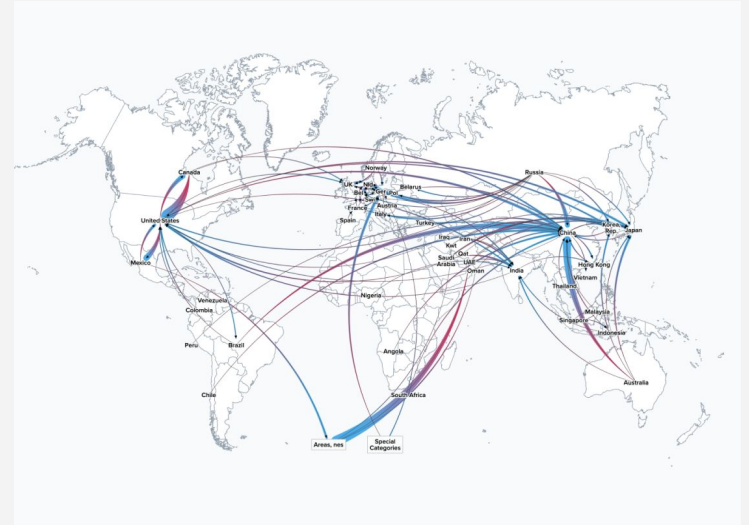 Norway
Canada
Russia
UK
Belarus
Austria
France
Italy
Spain
United States
Turkey
Korea,
Rep.
Japan
China
Iraq
Iran
Kwt
Qat
Saudi
Arabia
UAE
Oman
India
Hong Kong
Mexico
Vietnam
Thailand
Nigeria
Venezuela
Colombia
Malaysia
Singapore
Indonesia
Peru
Brazil
Angola
Australia
Chile
South Africa
Areas, nes
Special
Categories